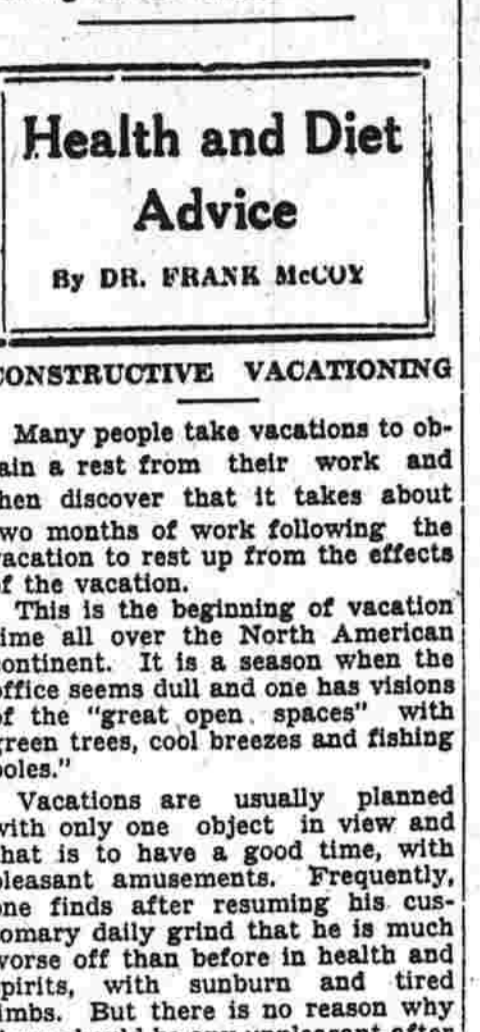 Health and Diet
Advice
By DR. FRANK McCOY
CONSTRUCTIVE VACATIONING
Many people take vacations to ob-
ain a rest from their work and
hen discover that it takes about
wo months of work following the
vacation to rest up from the effects
of the vacation.
This is the beginning of vacation
ime all over the North American
continent. It is a season when the
office seems dull and one has visions
of the "great open spaces" with
green trees, cool breezes and fishing
poles."
Vacations are usually planned
with only one object in view and
hat is to have a good time, with
pleasant amusements. Frequently,
one finds after resuming his cus-
omary daily grind that he is much
worse off than before in health and
spirits, with sunburn and tired
imbs. But there is no reason why